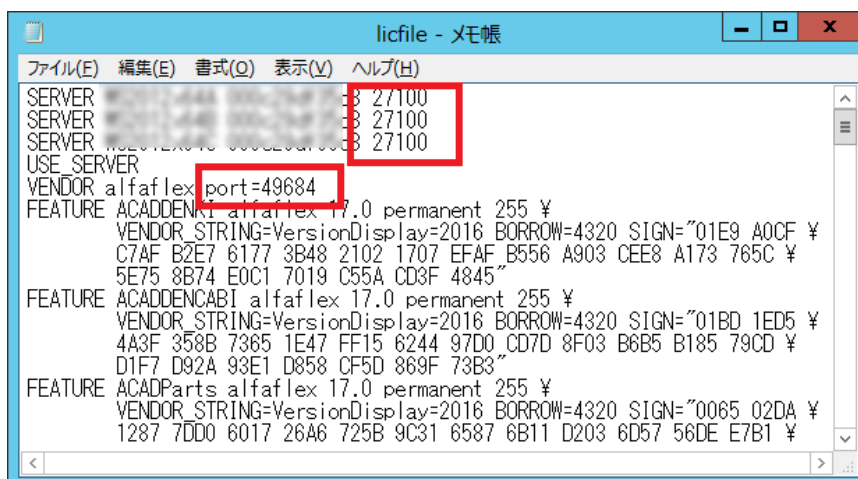 licfile - メモ帳
ファイル(F) 編集(E) 書式(O) 表示(V) ヘルプ(H)
SERVER 27100
SERVER 27100
SERVER 27100
USE_SERVER
VENDOR alfaflex port=49684
FEATURE ACADDENKI alfaflex 17.0 permanent 255 ¥
VENDOR_STRING=VersionDisplay=2016 BORROW=4320 SIGN="01E9 A0CF ¥
C7AF B2E7 6177 3B48 2102 1707 EFAF B556 A903 CEE8 A173 765C ¥
5E75 8B74 E0C1 7019 C55A CD3F 4845"
FEATURE ACADDENCABI alfaflex 17.0 permanent 255 ¥
VENDOR_STRING=VersionDisplay=2016 BORROW=4320 SIGN="01BD 1ED5 ¥
4A3F 358B 7365 1E47 FF15 6244 97D0 CD7D 8F03 B6B5 B185 79CD ¥
D1F7 D92A 93E1 D858 CF5D 869F 73B3"
FEATURE ACADParts alfaflex 17.0 permanent 255 ¥
VENDOR_STRING=VersionDisplay=2016 BORROW=4320 SIGN="0065 02DA ¥
1287 7DD0 6017 26A6 725B 9C31 6587 6B11 D203 6D57 56DE E7B1 ¥